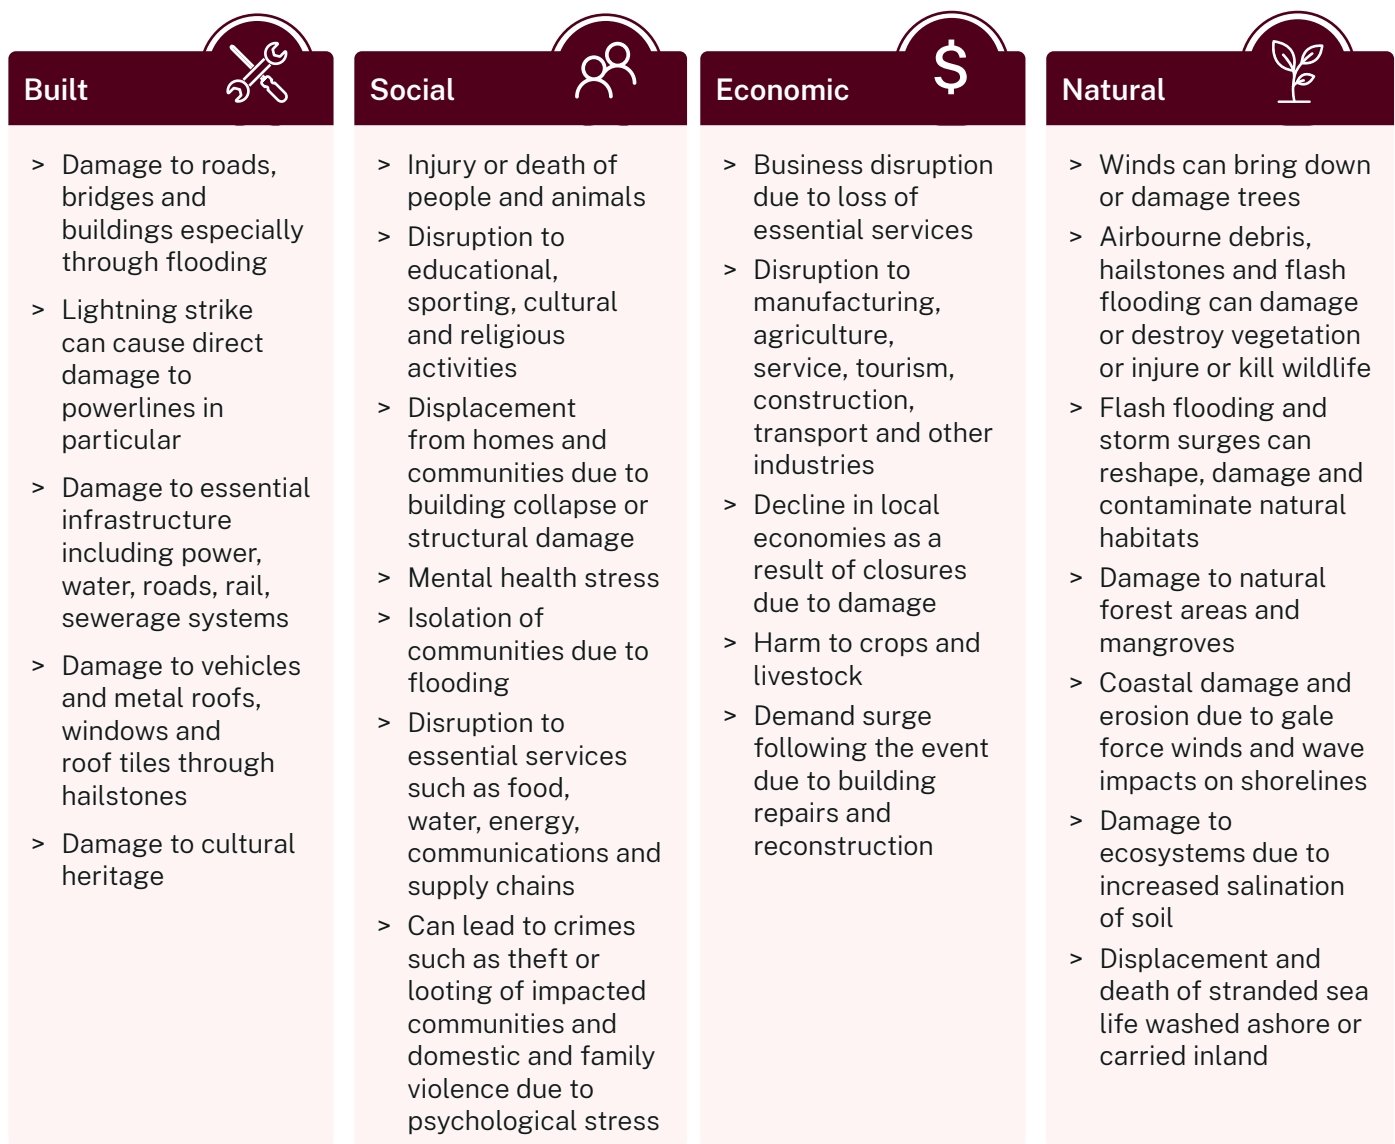 Built
> Damage to roads,
bridges and
buildings especially
through flooding
> Lightning strike
can cause direct
damage to
powerlines in
particular
> Damage to essential
infrastructure
including power,
water, roads, rail,
sewerage systems
> Damage to vehicles
and metal roofs,
windows and
roof tiles through
hailstones
> Damage to cultural
heritage
Social
> Injury or death of
people and animals
> Disruption to
educational,
sporting, cultural
and religious
activities
> Displacement
from homes and
communities due to
building collapse or
structural damage
> Mental health stress
> Isolation of
communities due to
flooding
> Disruption to
essential services
such as food,
water, energy,
communications and
supply chains
> Can lead to crimes
such as theft or
looting of impacted
communities and
domestic and family
violence due to
psychological stress
Economic
$
> Business disruption
due to loss of
essential services
> Disruption to
manufacturing,
agriculture,
service, tourism,
construction,
transport and other
industries
> Decline in local
economies as a
result of closures
due to damage
> Harm to crops and
livestock
> Demand surge
following the event
due to building
repairs and
reconstruction
Natural
> Winds can bring down
or damage trees
> Airbourne debris,
hailstones and flash
flooding can damage
or destroy vegetation
or injure or kill wildlife
> Flash flooding and
storm surges can
reshape, damage and
contaminate natural
habitats
> Damage to natural
forest areas and
mangroves
> Coastal damage and
erosion due to gale
force winds and wave
impacts on shorelines
> Damage to
ecosystems due to
increased salination
of soil
> Displacement and
death of stranded sea
life washed ashore or
carried inland